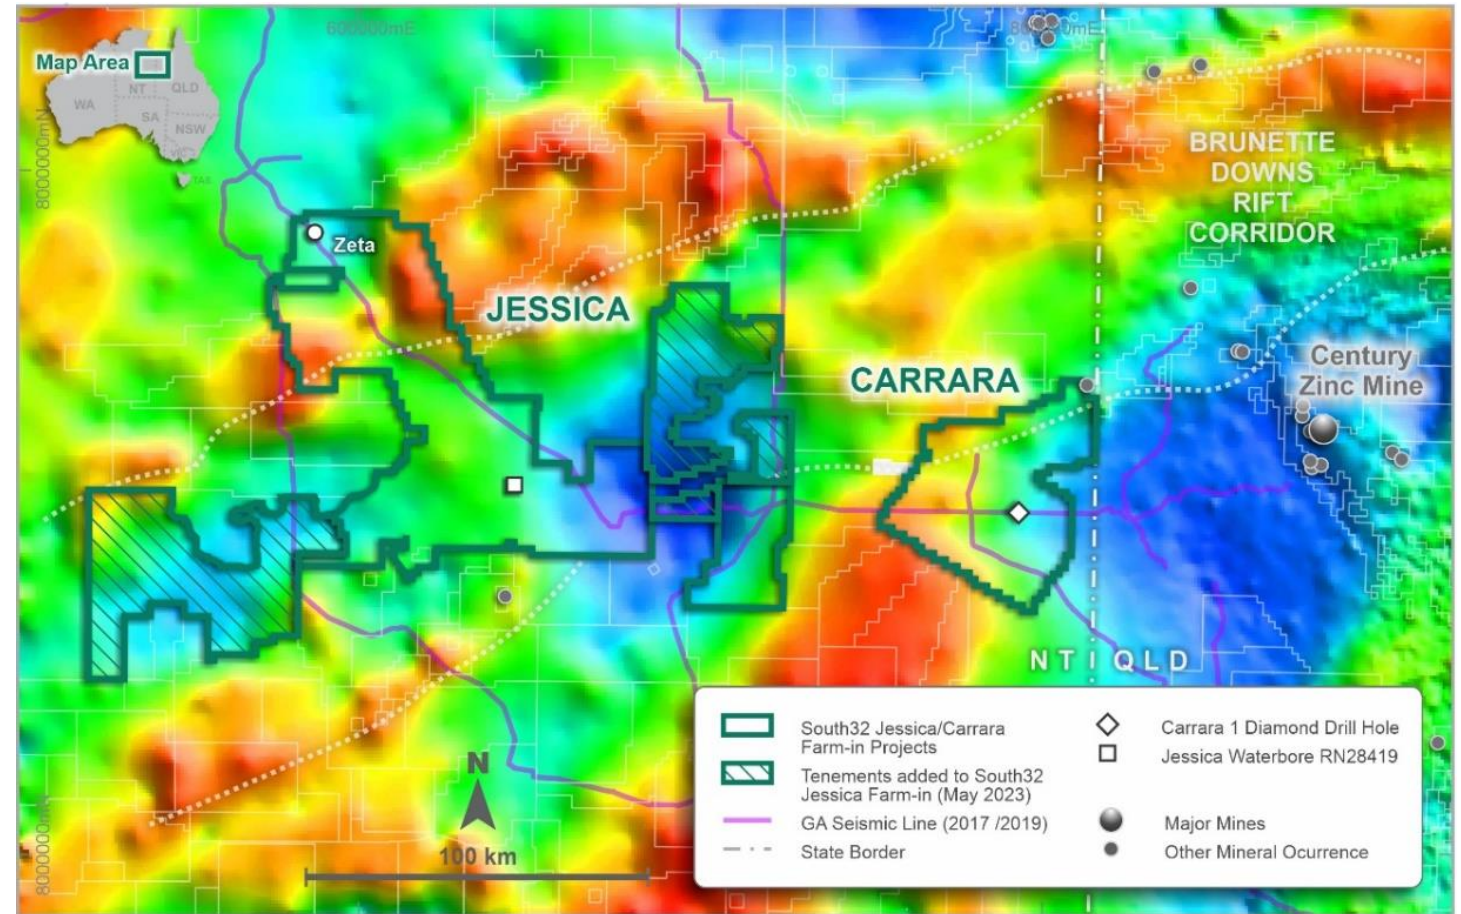 600000mE
Map Area
NT
QLD
WA
SA
NSW
TAS
8000000mN
BRUNETTE
DOWNS
RIFT
CORRIDOR
Zeta
JESSICA
CARRARA
Century
Zinc Mine
NT
QLD
N
100 km
South32 Jessica/Carrara
Farm-in Projects
Tenements added to South32
Jessica Farm-in (May 2023)
GA Seismic Line (2017 /2019)
State Border
Carrara 1 Diamond Drill Hole
Jessica Waterbore RN28419
Major Mines
Other Mineral Ocurrence